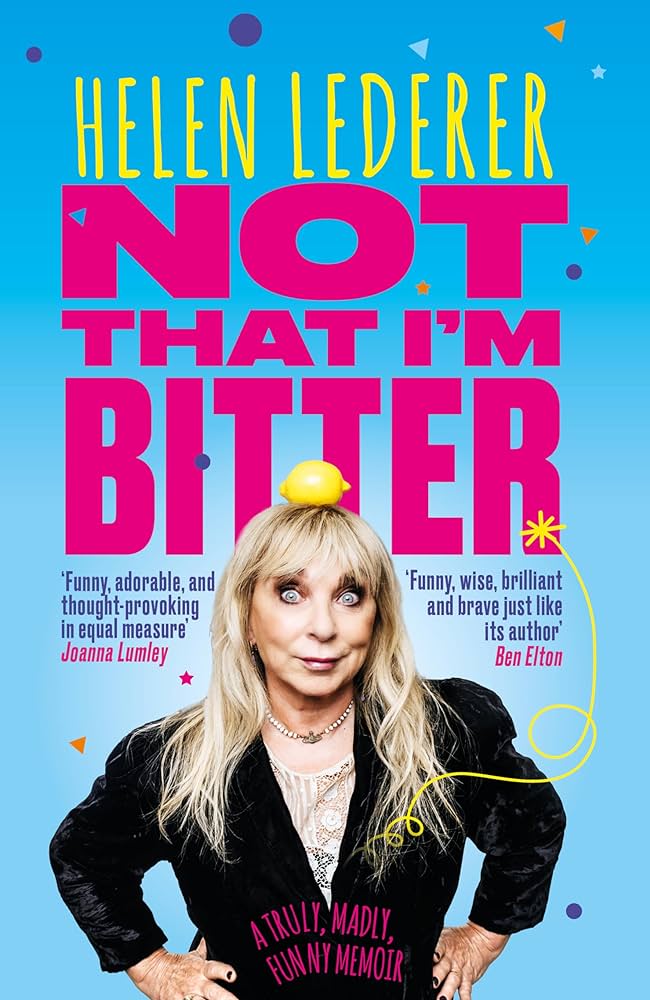 HELEN LEDERER
NOT
THAT I'M
BITTER
'Funny, adorable, and
thought-provoking
in equal measure'
Joanna Lumley
'Funny, wise, brilliant
and brave just like
its author'
Ben Elton
A TRULY, MADLY,
FUNNY MEMOIR